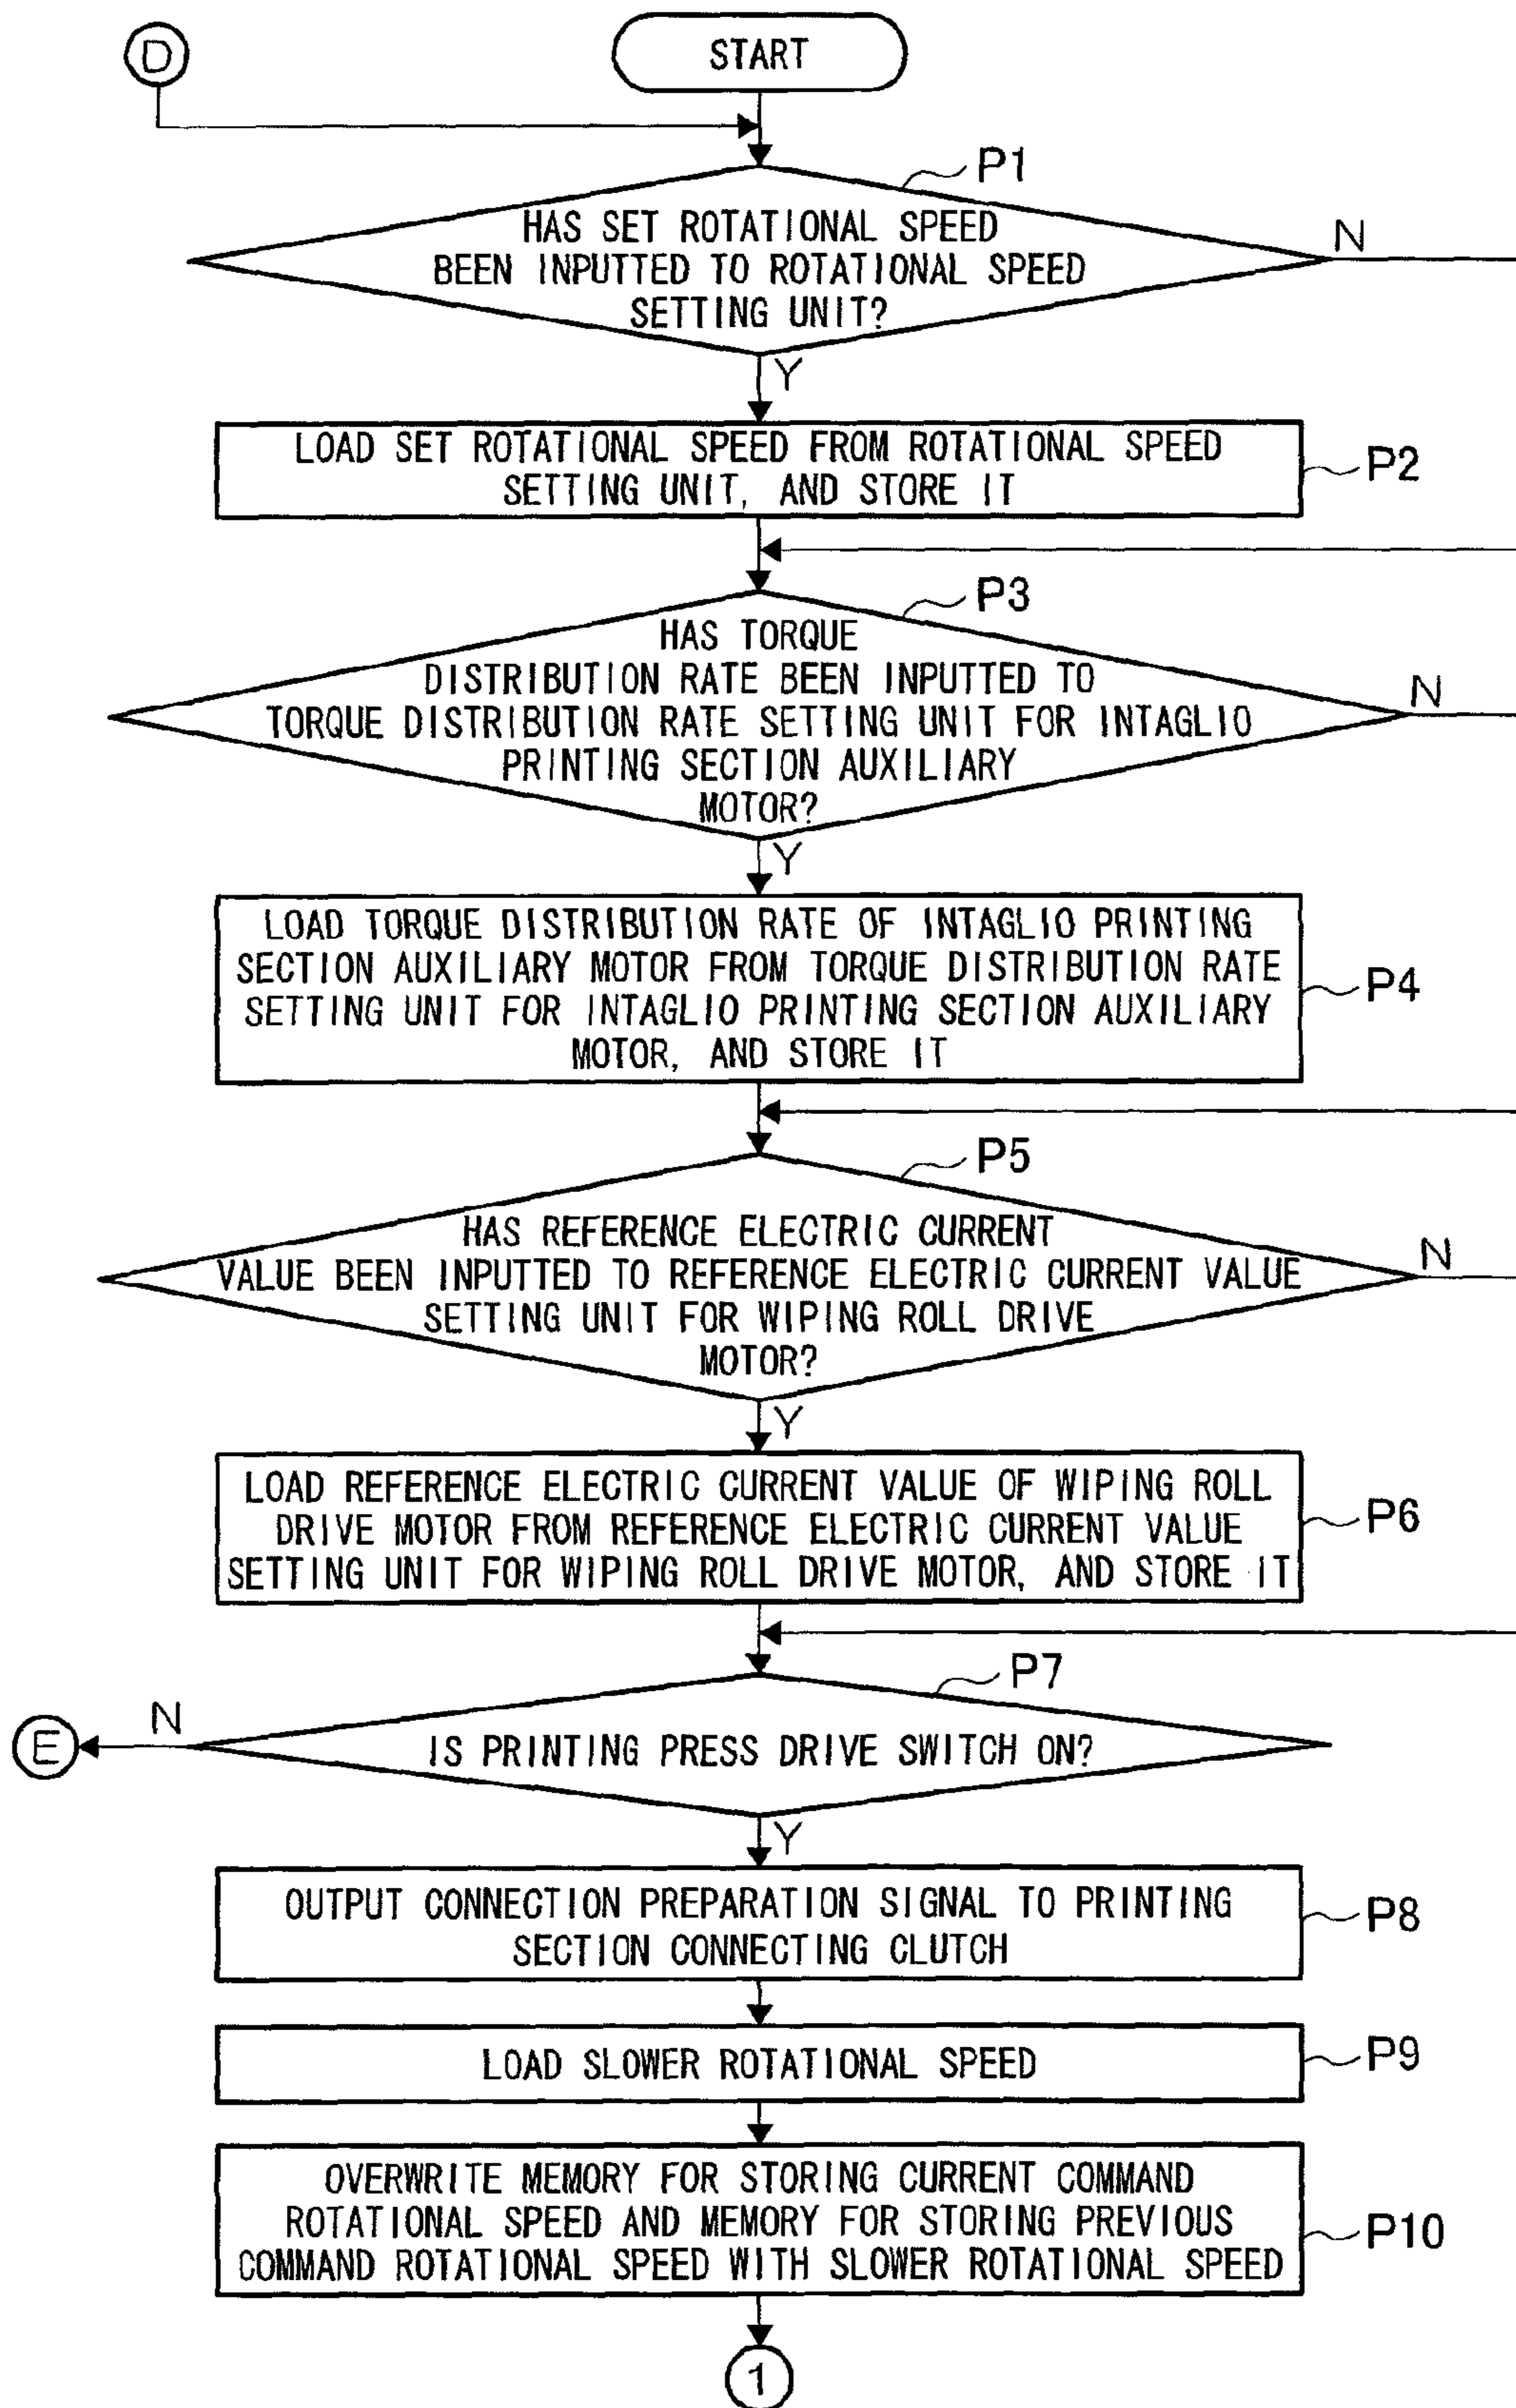 D
START
P1
HAS SET ROTATIONAL SPEED
BEEN INPUTTED TO ROTATIONAL SPEED
SETTING UNIT?
N
Y
LOAD SET ROTATIONAL SPEED FROM ROTATIONAL SPEED
SETTING UNIT, AND STORE IT
P2
P3
HAS TORQUE
DISTRIBUTION RATE BEEN INPUTTED TO
TORQUE DISTRIBUTION RATE SETTING UNIT FOR INTAGLIO
PRINTING SECTION AUXILIARY
MOTOR?
N
Y
LOAD TORQUE DISTRIBUTION RATE OF INTAGLIO PRINTING
SECTION AUXILIARY MOTOR FROM TORQUE DISTRIBUTION RATE
SETTING UNIT FOR INTAGLIO PRINTING SECTION AUXILIARY
MOTOR, AND STORE IT
P4
P5
HAS REFERENCE ELECTRIC CURRENT
VALUE BEEN INPUTTED TO REFERENCE ELECTRIC CURRENT VALUE
SETTING UNIT FOR WIPING ROLL DRIVE
MOTOR?
N
Y
LOAD REFERENCE ELECTRIC CURRENT VALUE OF WIPING ROLL
DRIVE MOTOR FROM REFERENCE ELECTRIC CURRENT VALUE
SETTING UNIT FOR WIPING ROLL DRIVE MOTOR, AND STORE IT
P6
P7
IS PRINTING PRESS DRIVE SWITCH ON?
N
E
Y
OUTPUT CONNECTION PREPARATION SIGNAL TO PRINTING
SECTION CONNECTING CLUTCH
P8
LOAD SLOWER ROTATIONAL SPEED
P9
OVERWRITE MEMORY FOR STORING CURRENT COMMAND
ROTATIONAL SPEED AND MEMORY FOR STORING PREVIOUS
COMMAND ROTATIONAL SPEED WITH SLOWER ROTATIONAL SPEED
P10
1